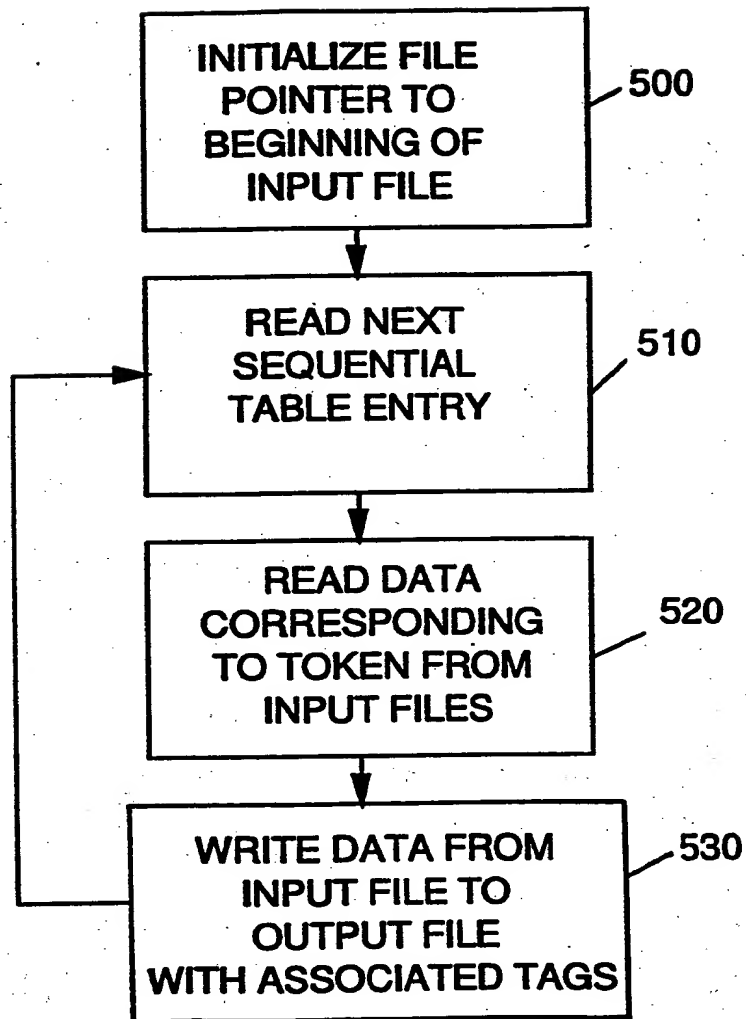 INITIALIZE FILE
POINTER TO
BEGINNING OF
INPUT FILE
500
READ NEXT
SEQUENTIAL
TABLE ENTRY
510
READ DATA
CORRESPONDING
TO TOKEN FROM
INPUT FILES
520
WRITE DATA FROM
INPUT FILE TO
OUTPUT FILE
WITH ASSOCIATED TAGS
530